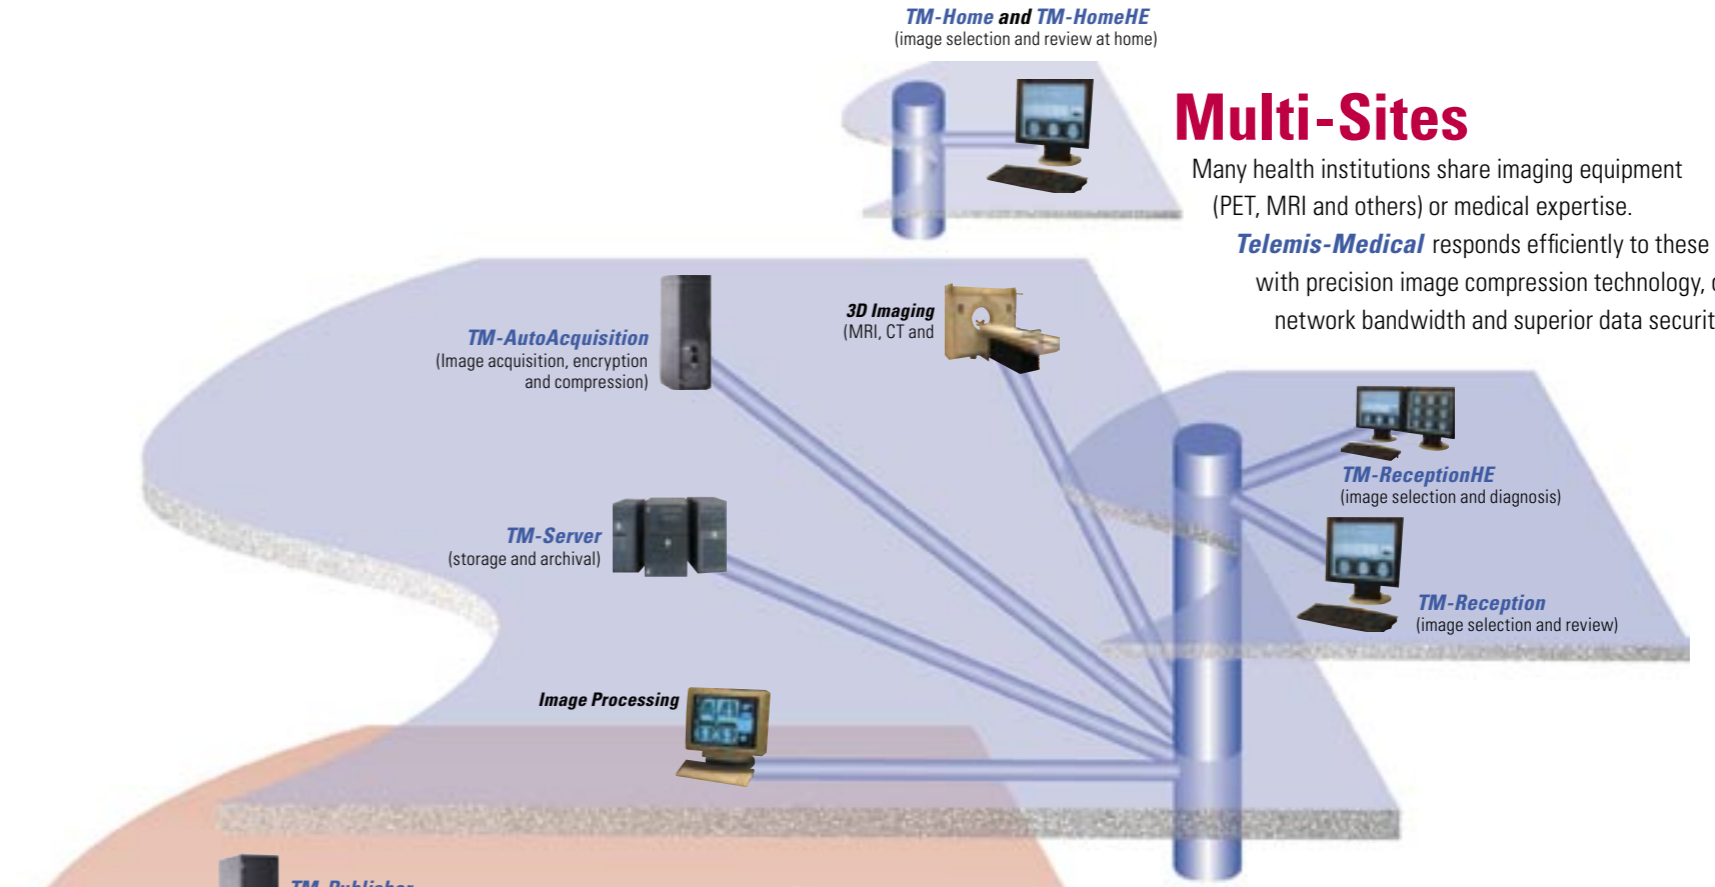 TM-Home and TM-HomeHE
(image selection and review at home)
Multi-Sites
Many health institutions share imaging equipment
(PET, MRI and others) or medical expertise.
Telemis-Medical responds efficiently to these
with precision image compression technology,
network bandwidth and superior data securit
3D Imaging
(MRI, CT and
TM-AutoAcquisition
(Image acquisition, encryption
and compression)
TM-ReceptionHE
(image selection and diagnosis)
TM-Server
(storage and archival)
TM-Reception
(image selection and review)
Image Processing
TM-Publisher